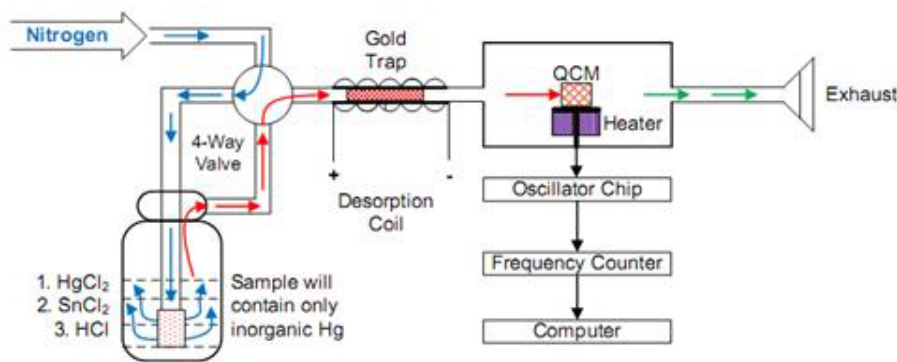 Nitrogen
Gold
Trap
QCM
Heater
Exhaust
4-Way
Valve
+
-
Desorption
Coil
Oscillator Chip
Frequency Counter
Computer
1. HgCl₂
2. SnCl₂
3. HCl
Sample will
contain only
inorganic Hg